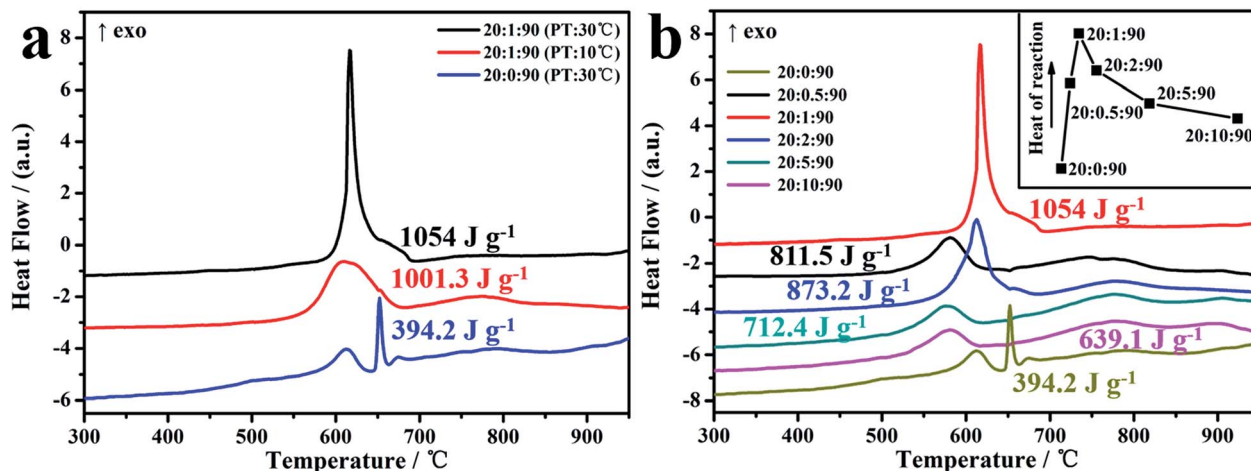 a
↑ exo
20:1:90 (PT:30℃)
20:1:90 (PT:10℃)
20:0:90 (PT:30℃)
8
6
4
2
0
-2
-4
-6
Heat Flow / (a.u.)
1054 J g-1
1001.3 J g-1
394.2 J g-1
300 400 500 600 700 800 900
Temperature / ℃
b
↑ exo
20:0:90
20:0.5:90
20:1:90
20:2:90
20:5:90
20:10:90
Heat of reaction
20:1:90
20:2:90
20:5:90
20:0.5:90
20:10:90
20:0:90
8
6
4
2
0
-2
-4
-6
-8
Heat Flow / (a.u.)
1054 J g-1
811.5 J g-1
873.2 J g-1
712.4 J g-1
639.1 J g-1
394.2 J g-1
300 400 500 600 700 800 900
Temperature / ℃